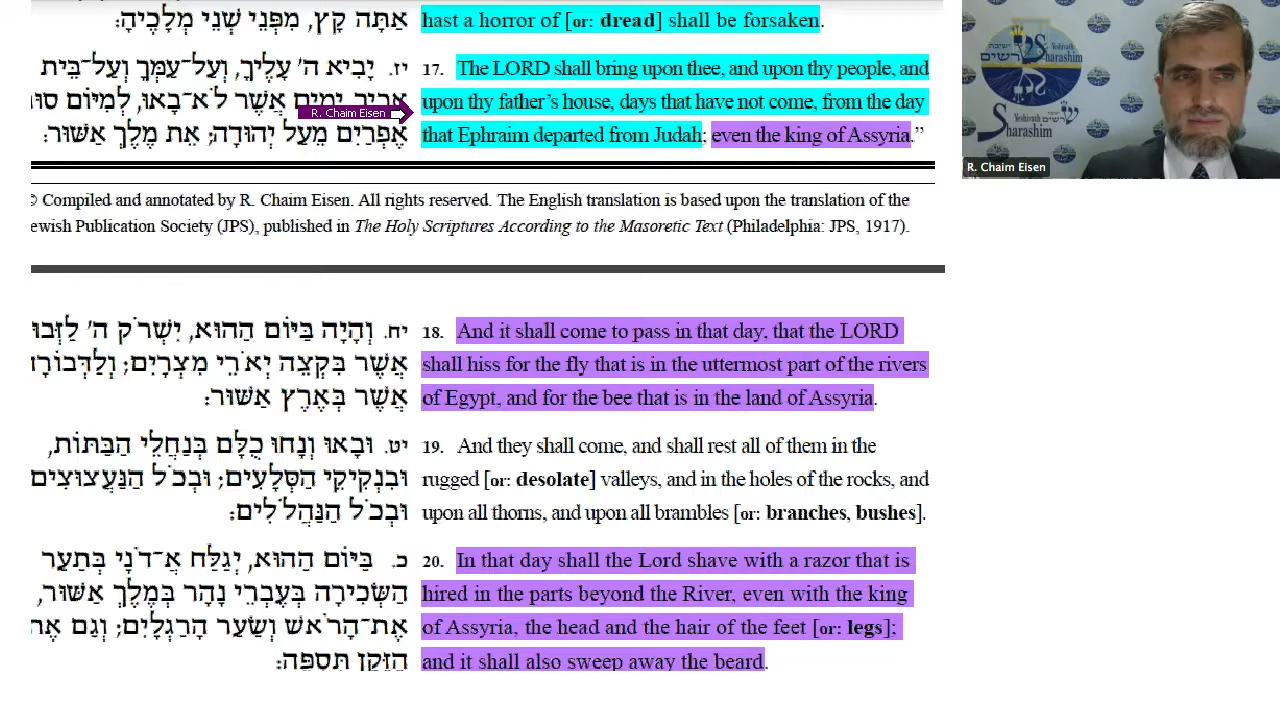 אַתָּה קָץ, מִפְּנֵי שְׁנֵי מְלָכֶיהָ:
hast a horror of [or: dread] shall be forsaken.
יז. יָבִיא ה' עָלֶיךָ, וְעַל־עַמְּךָ וְעַל־בֵּית
אָבִיךָ יָמִים אֲשֶׁר לֹא־בָאוּ, לְמִיּוֹם
אֶפְרַיִם מֵעַל יְהוּדָה; אֵת מֶלֶךְ אַשּׁוּר:
17. The LORD shall bring upon thee, and upon thy people, and
upon thy father's house, days that have not come, from the day
that Ephraim departed from Judah; even the king of Assyria."
R. Chaim Eisen
© Compiled and annotated by R. Chaim Eisen. All rights reserved. The English translation is based upon the translation of the
ewish Publication Society (JPS), published in The Holy Scriptures According to the Masoretic Text (Philadelphia: JPS, 1917).
יח. וְהָיָה בַּיּוֹם הַהוּא, יִשְׁרֹק ה' לַזְּבוּ
אֲשֶׁר בִּקְצֵה יְאֹרֵי מִצְרָיִם; וְלַדְּבוֹרָה
אֲשֶׁר בְּאֶרֶץ אַשּׁוּר:
18. And it shall come to pass in that day, that the LORD
shall hiss for the fly that is in the uttermost part of the rivers
of Egypt, and for the bee that is in the land of Assyria.
יט. וּבָאוּ וְנָחוּ כֻלָּם בְּנַחֲלֵי הַבַּתּוֹת,
וּבִנְקִיקֵי הַסְּלָעִים; וּבְכֹל הַנַּעֲצוּצִים
וּבְכֹל הַנַּהֲלֹלִים:
19. And they shall come, and shall rest all of them in the
rugged [or: desolate] valleys, and in the holes of the rocks, and
upon all thorns, and upon all brambles [or: branches, bushes].
כ. בַּיּוֹם הַהוּא, יְגַלַּח אֲ־דֹנָי בְּתַעַר
הַשְּׂכִירָה בְּעֶבְרֵי נָהָר בְּמֶלֶךְ אַשּׁוּר,
אֶת־הָרֹאשׁ וְשַׂעַר הָרַגְלָיִם; וְגַם אֶת
הַזָּקָן תִּסְפֶּה:
20. In that day shall the Lord shave with a razor that is
hired in the parts beyond the River, even with the king
of Assyria, the head and the hair of the feet [or: legs];
and it shall also sweep away the beard.
Yeshivath
ישיבת
שרשים
Sharashim
R. Chaim Eisen